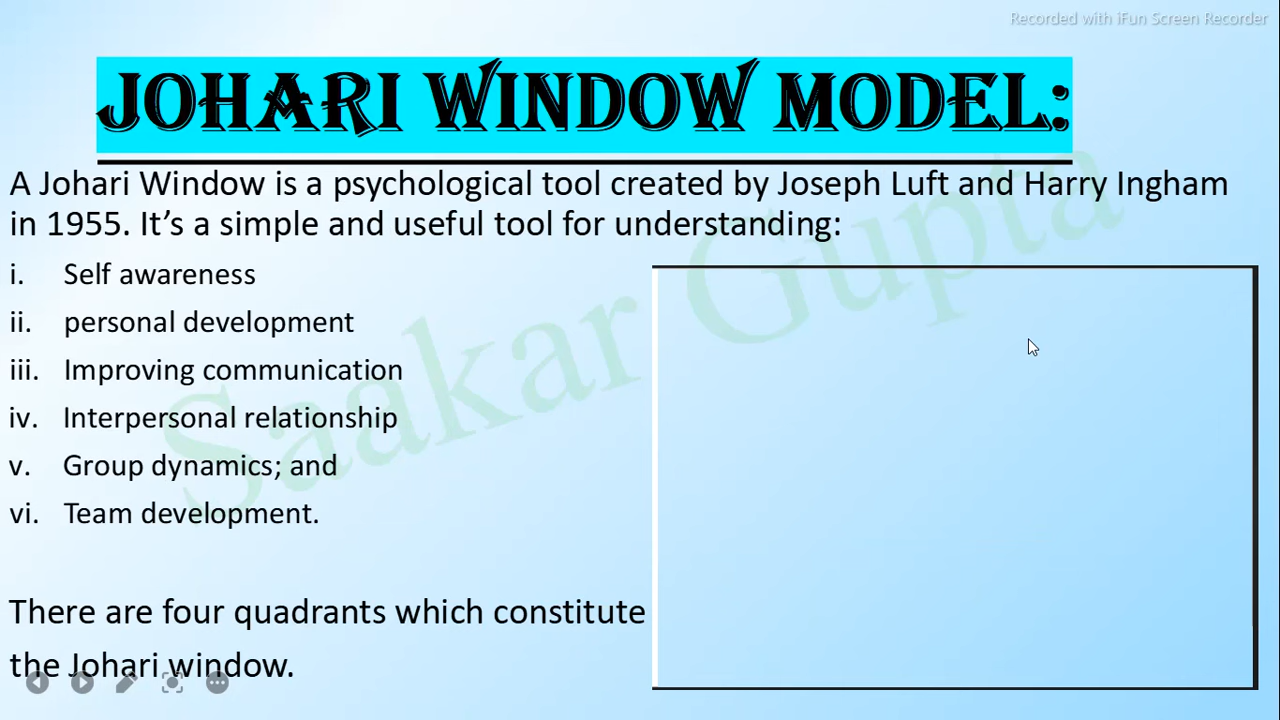 Recorded with iFun Screen Recorder
JOHARI WINDOW MODEL:
A Johari Window is a psychological tool created by Joseph Luft and Harry Ingham
in 1955. It’s a simple and useful tool for understanding:
i. Self awareness
ii. personal development
iii. Improving communication
iv. Interpersonal relationship
v. Group dynamics; and
vi. Team development.
There are four quadrants which constitute
the Johari window.
Saakar Gupta